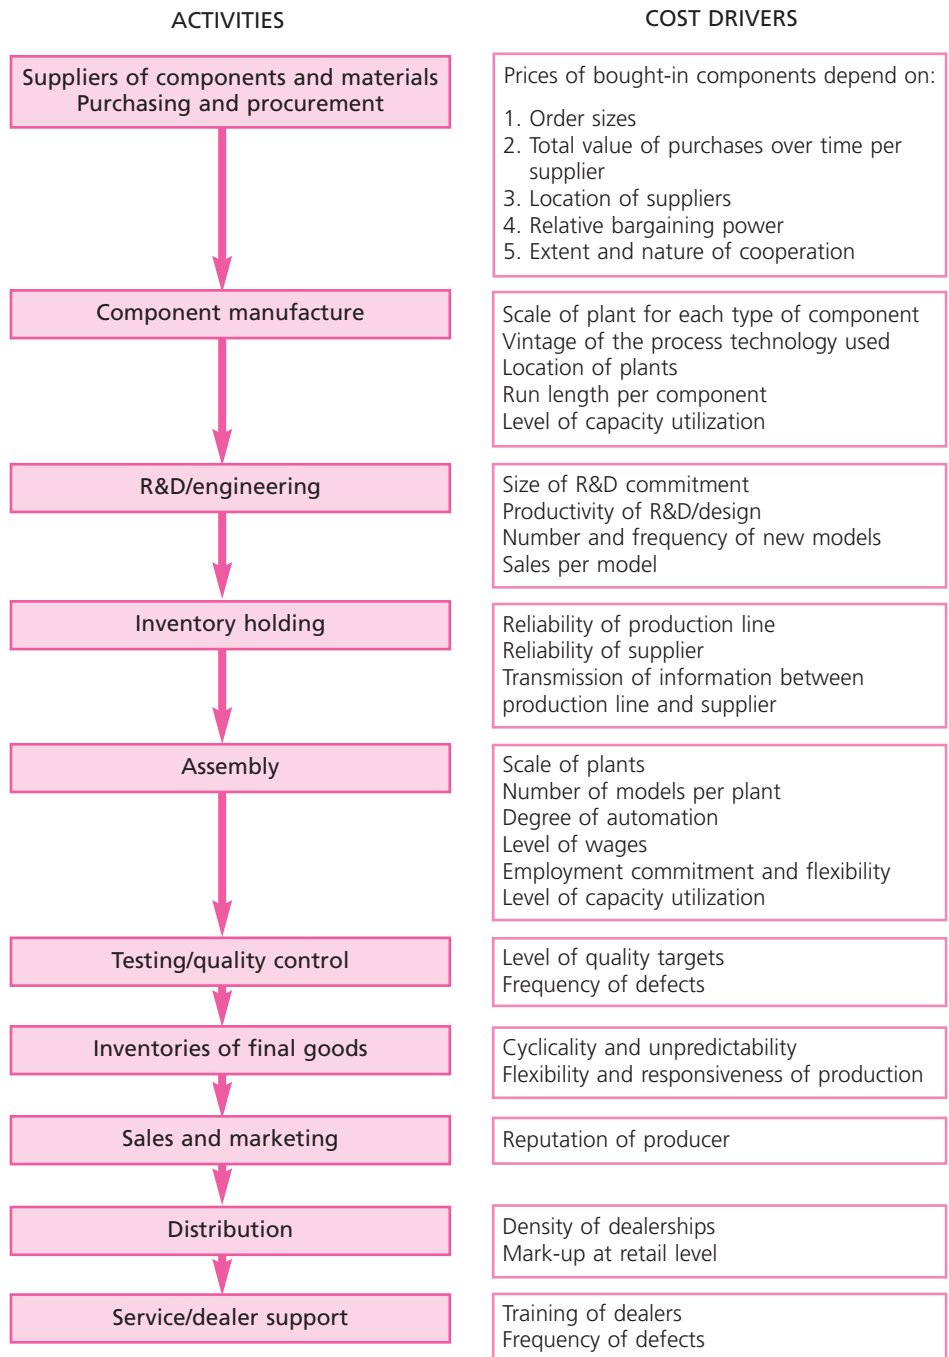 ACTIVITIES
COST DRIVERS
Suppliers of components and materials
Purchasing and procurement
Prices of bought-in components depend on:
1. Order sizes
2. Total value of purchases over time per
supplier
3. Location of suppliers
4. Relative bargaining power
5. Extent and nature of cooperation
Component manufacture
Scale of plant for each type of component
Vintage of the process technology used
Location of plants
Run length per component
Level of capacity utilization
R&D/engineering
Size of R&D commitment
Productivity of R&D/design
Number and frequency of new models
Sales per model
Inventory holding
Reliability of production line
Reliability of supplier
Transmission of information between
production line and supplier
Assembly
Scale of plants
Number of models per plant
Degree of automation
Level of wages
Employment commitment and flexibility
Level of capacity utilization
Testing/quality control
Level of quality targets
Frequency of defects
Inventories of final goods
Cyclicality and unpredictability
Flexibility and responsiveness of production
Sales and marketing
Reputation of producer
Distribution
Density of dealerships
Mark-up at retail level
Service/dealer support
Training of dealers
Frequency of defects